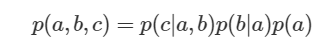 p(a, b, c) = p(c|a, b)p(b|a)p(a)